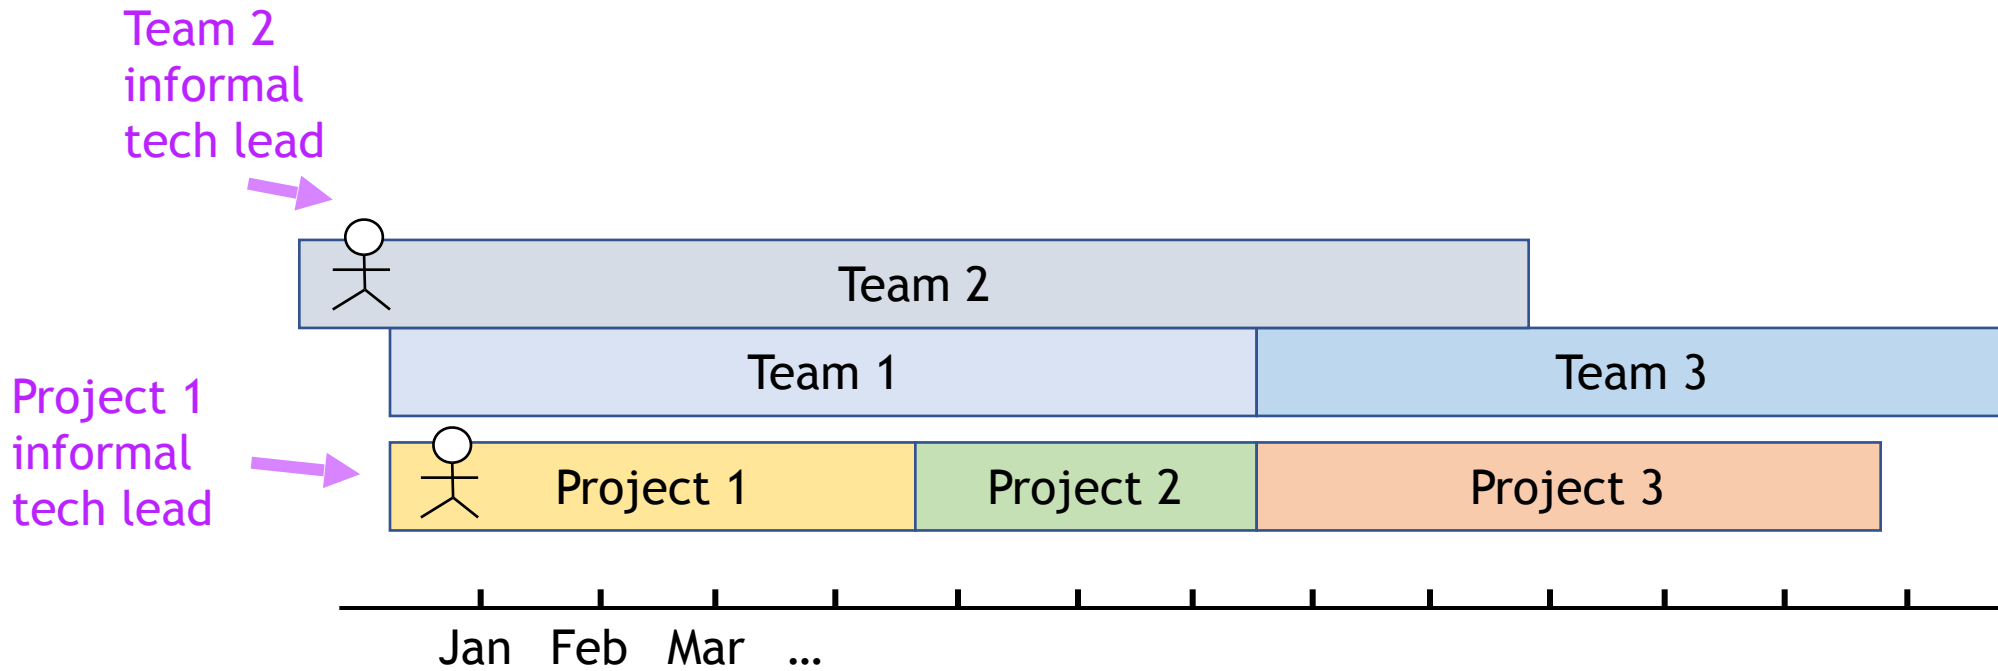 Team 2
informal
tech lead
Team 2
Team 1
Team 3
Project 1
informal
tech lead
Project 1
Project 2
Project 3
Jan
Feb
Mar
...